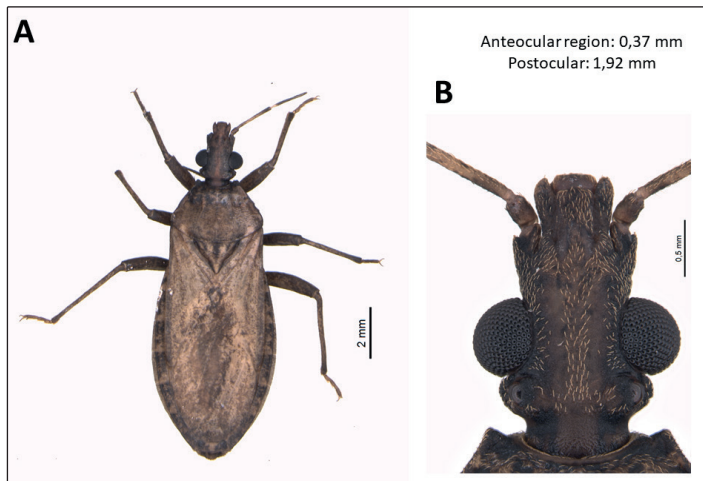 A
Anteocular region: 0,37 mm
Postocular: 1,92 mm
B
0,5 mm
2 mm